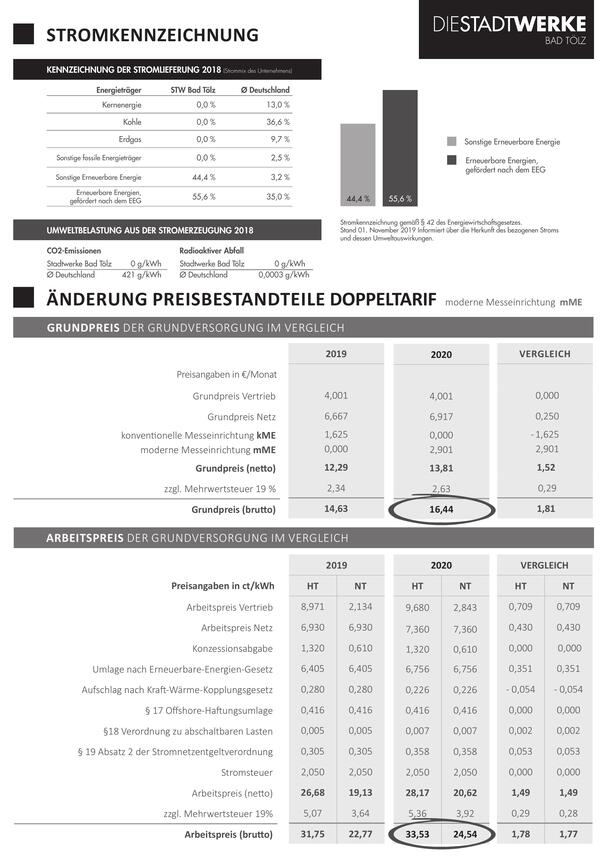 DIESTADTWERKE
BAD TÖLZ
STROMKENNZEICHNUNG
KENNZEICHNUNG DER STROMLIEFERUNG 2018 (Strommix des Unternehmens)
Energieträger STW Bad Tölz Ø Deutschland
Kernenergie 0,0 % 13,0 %
Kohle 0,0 % 36,6 %
Erdgas 0,0 % 9,7 %
Sonstige fossile Energieträger 0,0 % 2,5 %
Sonstige Erneuerbare Energie 44,4 % 3,2 %
Erneuerbare Energien,
gefördert nach dem EEG 55,6 % 35,0 %
44,4 % 55,6 %
Sonstige Erneuerbare Energie
Erneuerbare Energien,
gefördert nach dem EEG
UMWELTBELASTUNG AUS DER STROMERZEUGUNG 2018
CO2-Emissionen Radioaktiver Abfall
Stadtwerke Bad Tölz 0 g/kWh Stadtwerke Bad Tölz 0 g/kWh
Ø Deutschland 421 g/kWh Ø Deutschland 0,0003 g/kWh
Stromkennzeichnung gemäß § 42 des Energiewirtschaftsgesetzes.
Stand 01. November 2019 Informiert über die Herkunft des bezogenen Stroms
und dessen Umweltauswirkungen.
ÄNDERUNG PREISBESTANDTEILE DOPPELTARIF moderne Messeinrichtung mME
GRUNDPREIS DER GRUNDVERSORGUNG IM VERGLEICH
2019 2020 VERGLEICH
Preisangaben in €/Monat
Grundpreis Vertrieb 4,001 4,001 0,000
Grundpreis Netz 6,667 6,917 0,250
konventionelle Messeinrichtung kME 1,625 0,000 - 1,625
moderne Messeinrichtung mME 0,000 2,901 2,901
Grundpreis (netto) 12,29 13,81 1,52
zzgl. Mehrwertsteuer 19 % 2,34 2,63 0,29
Grundpreis (brutto) 14,63 16,44 1,81
ARBEITSPREIS DER GRUNDVERSORGUNG IM VERGLEICH
2019 2020 VERGLEICH
Preisangaben in ct/kWh HT NT HT NT HT NT
Arbeitspreis Vertrieb 8,971 2,134 9,680 2,843 0,709 0,709
Arbeitspreis Netz 6,930 6,930 7,360 7,360 0,430 0,430
Konzessionsabgabe 1,320 0,610 1,320 0,610 0,000 0,000
Umlage nach Erneuerbare-Energien-Gesetz 6,405 6,405 6,756 6,756 0,351 0,351
Aufschlag nach Kraft-Wärme-Kopplungsgesetz 0,280 0,280 0,226 0,226 - 0,054 - 0,054
§ 17 Offshore-Haftungsumlage 0,416 0,416 0,416 0,416 0,000 0,000
§18 Verordnung zu abschaltbaren Lasten 0,005 0,005 0,007 0,007 0,002 0,002
§ 19 Absatz 2 der Stromnetzentgeltverordnung 0,305 0,305 0,358 0,358 0,053 0,053
Stromsteuer 2,050 2,050 2,050 2,050 0,000 0,000
Arbeitspreis (netto) 26,68 19,13 28,17 20,62 1,49 1,49
zzgl. Mehrwertsteuer 19% 5,07 3,64 5,36 3,92 0,29 0,28
Arbeitspreis (brutto) 31,75 22,77 33,53 24,54 1,78 1,77